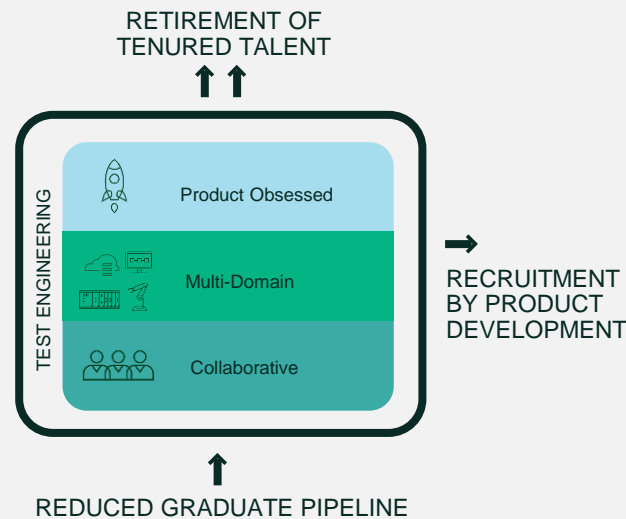 RETIREMENT OF
TENURED TALENT
TEST ENGINEERING
Product Obsessed
Multi-Domain
Collaborative
RECRUITMENT
BY PRODUCT
DEVELOPMENT
REDUCED GRADUATE PIPELINE